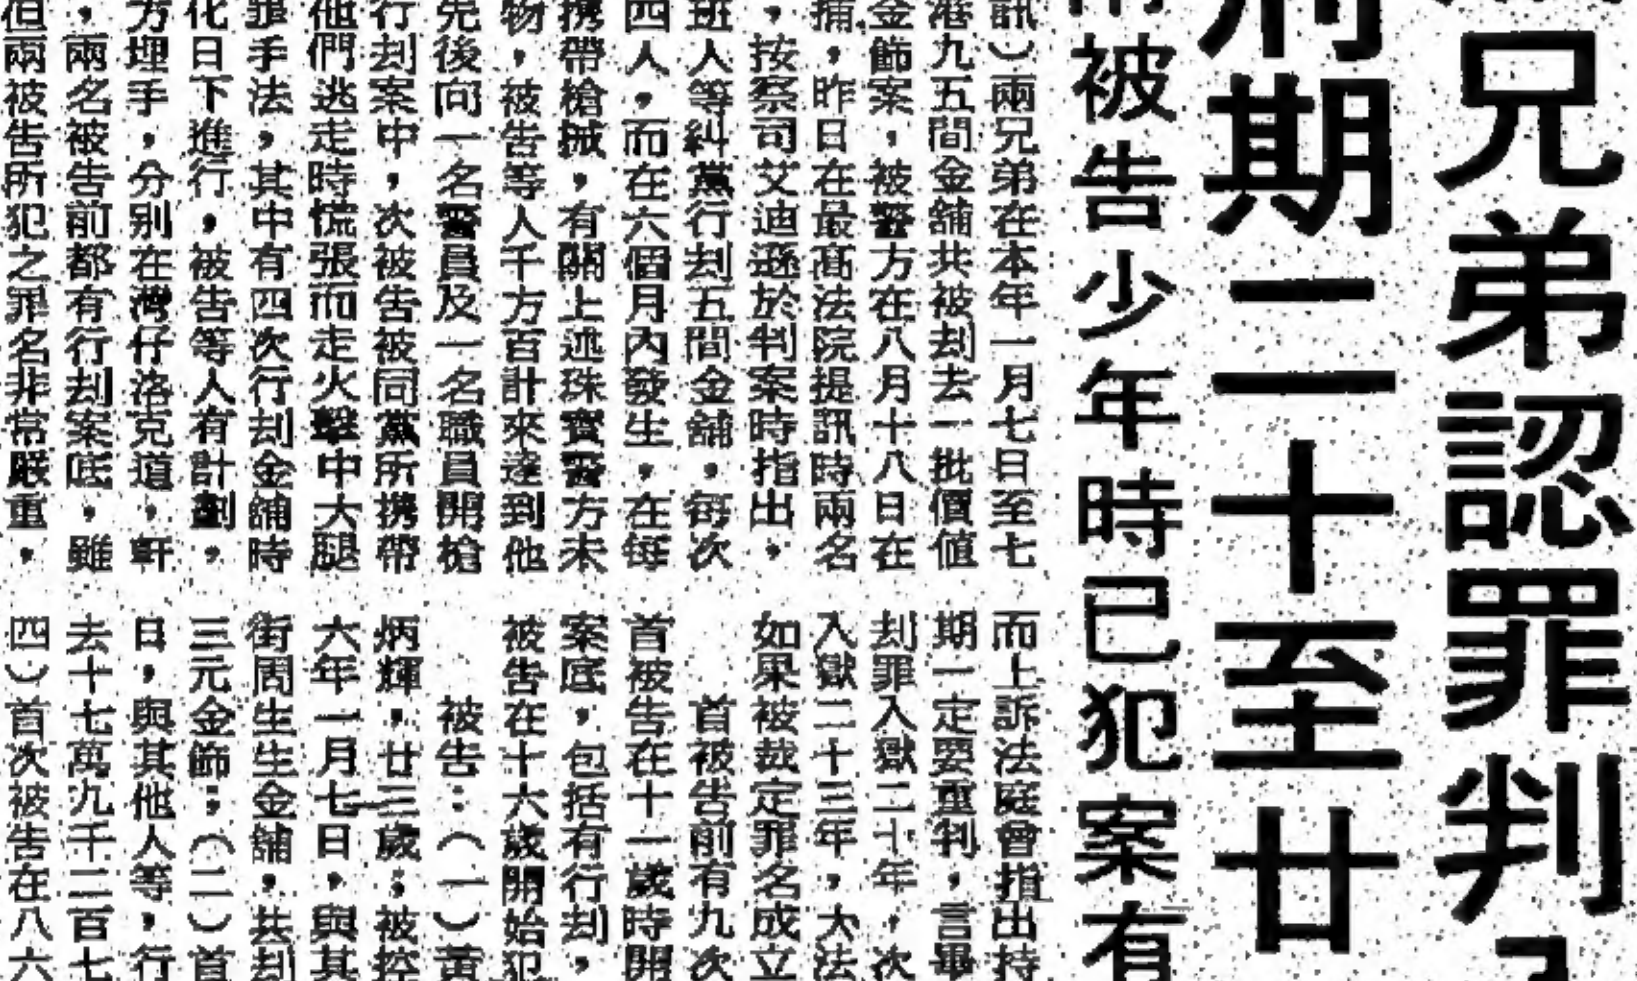 兄弟認罪判
刑期二十至廿
被告少年時已犯案有
訊）兩兄弟在本年一月七日至七
港九五間金舖共被刦去一批價值
金飾案，被警方在八月十八日在
捕，昨日在最高法院提訊時兩名
，按察司艾迪遜於判案時指出，
班人等糾黨行刦五間金舖，每次
四人，而在六個月內發生，在每
携帶槍械，有關上述珠寶警方未
物，被告等人千方百計來達到他
先後向一名警員及一名職員開槍
行刦案中，次被告被同黨所携帶
他們逃走時慌張而走火擊中大腿
罪手法，其中有四次行刦金舖時
化日下進行，被告等人有計劃，
方埋手，分別在灣仔洛克道，軒
，兩名被告前都有行刦案底，雖
但兩被告所犯之罪名非常嚴重，
而上訴法庭曾指出持
期一定要重判，言畢
刦罪入獄二十年，次
入獄二十三年，大法
如果被裁定罪名成立
首被告前有九次
首被告在十一歲時開
案底，包括有行刦，
被告在十六歲開始犯
被告：（一）黃
炳輝，廿三歲；被控
六年一月七日，與其
街周生生金舖，共刦
三元金飾；（二）首
日，與其他人等，行
去十七萬九千二百七
四）首次被告在八六